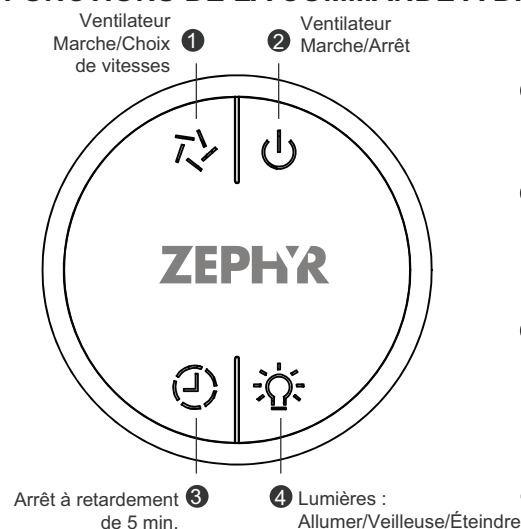 Ventilateur
Marche/Choix
de vitesses
1
2
Ventilateur
Marche/Arrêt
ZEPHYR
Arrêt à retardement
de 5 min.
3
4
Lumières :
Allumer/Veilleuse/Éteindre